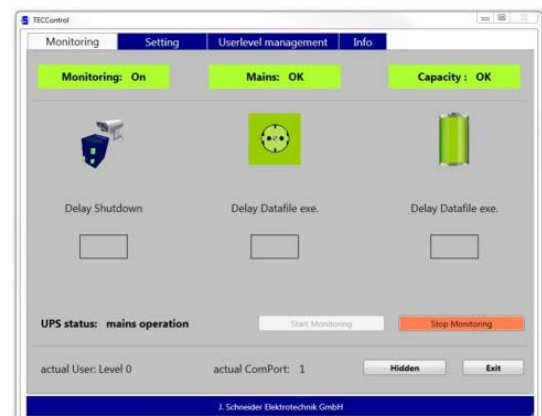 TECControl
Monitoring Setting Userlevel management Info
Monitoring: On Mains: OK Capacity : OK
Delay Shutdown Delay Datafile exe. Delay Datafile exe.
UPS status: mains operation Start Monitoring Stop Monitoring
actual User: Level 0 actual ComPort: 1 Hidden Exit
J. Schneider Elektrotechnik GmbH